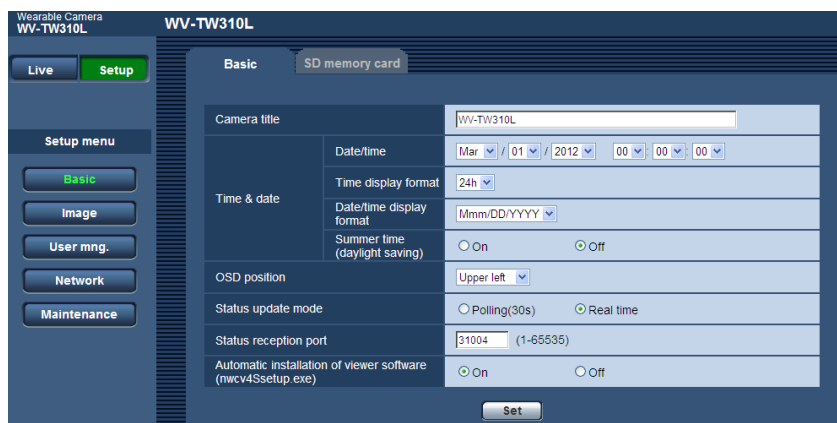 Wearable Camera
WV-TW310L
WV-TW310L
Live Setup
Basic SD memory card
Setup menu
Basic
Image
User mng.
Network
Maintenance
Camera title WV-TW310L
Time & date
Date/time Mar / 01 / 2012 00 : 00 : 00
Time display format 24h
Date/time display
format Mmm/DD/YYYY
Summer time
(daylight saving) On Off
OSD position Upper left
Status update mode Polling(30s) Real time
Status reception port 31004 (1-65535)
Automatic installation of viewer software
(nwcv4Ssetup.exe) On Off
Set